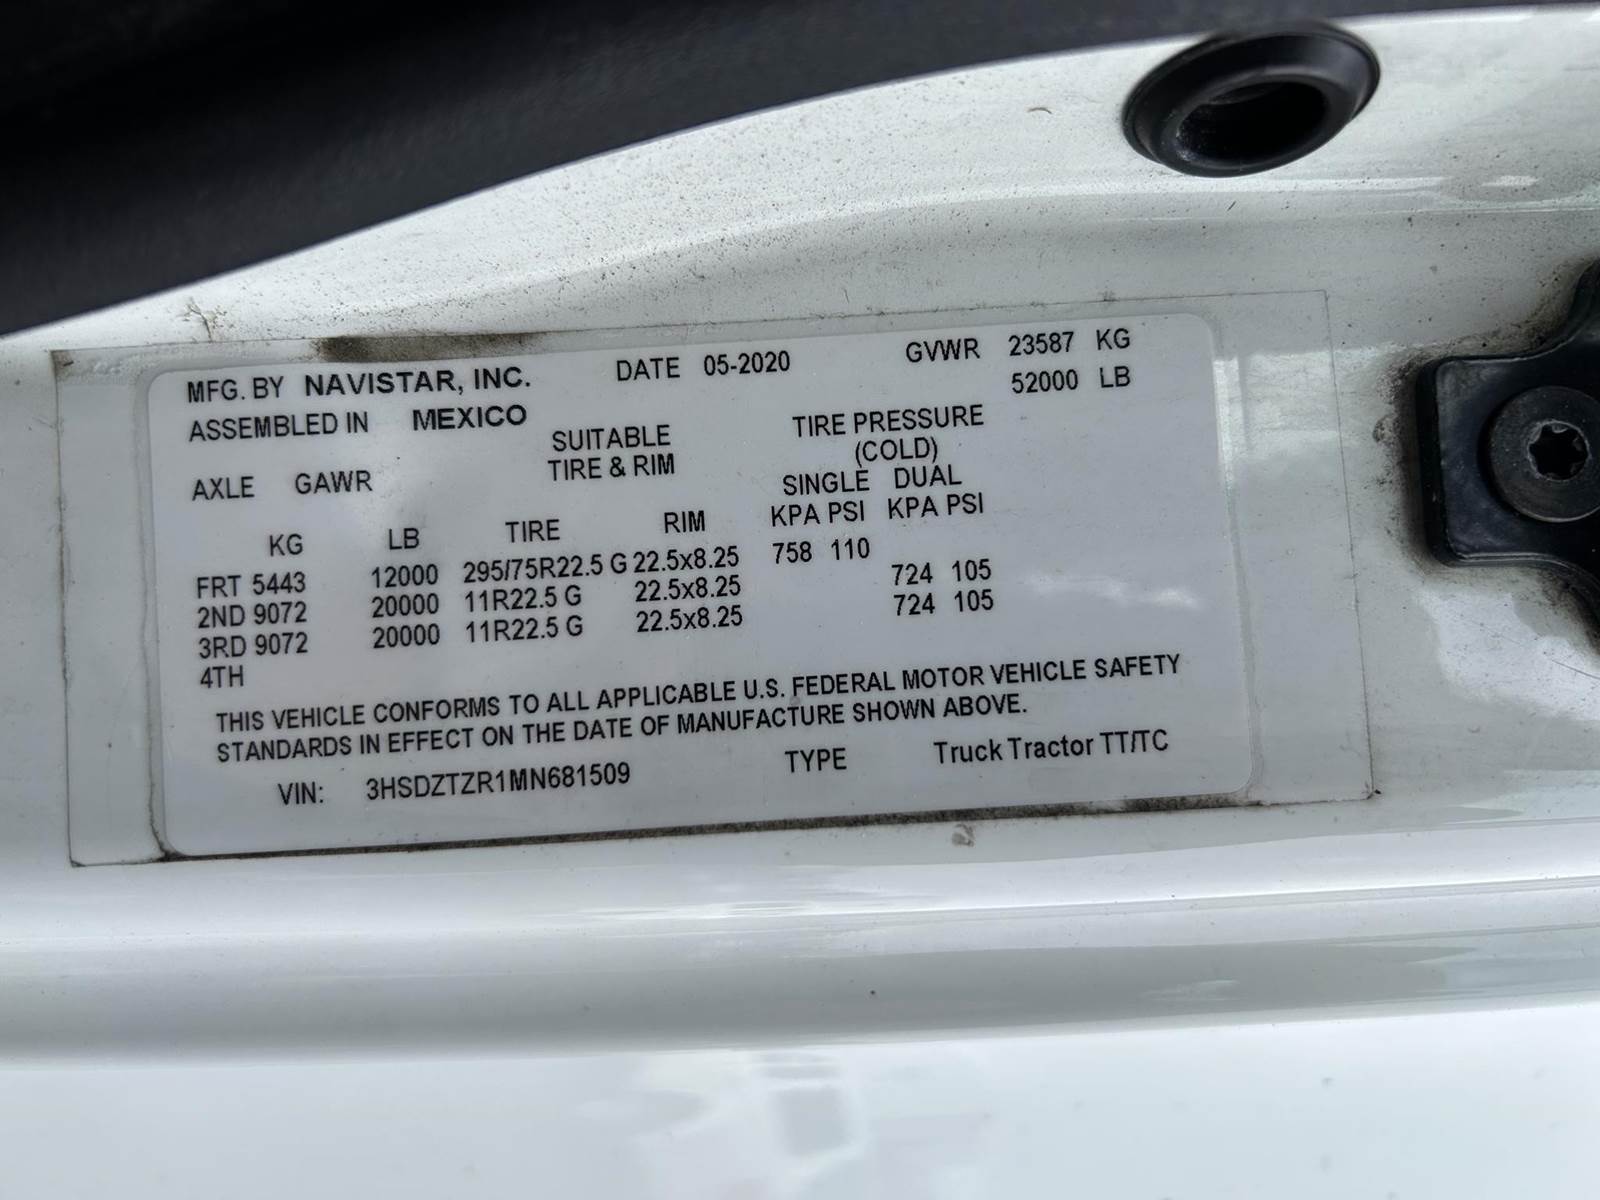 MFG. BY NAVISTAR, INC. DATE 05-2020 GVWR 23587 KG
ASSEMBLED IN MEXICO 52000 LB
SUITABLE TIRE PRESSURE
TIRE & RIM (COLD)
AXLE GAWR SINGLE DUAL
KG LB TIRE RIM KPA PSI KPA PSI
FRT 5443 12000 295/75R22.5 G 22.5x8.25 758 110
2ND 9072 20000 11R22.5 G 22.5x8.25 724 105
3RD 9072 20000 11R22.5 G 22.5x8.25 724 105
4TH
THIS VEHICLE CONFORMS TO ALL APPLICABLE U.S. FEDERAL MOTOR VEHICLE SAFETY
STANDARDS IN EFFECT ON THE DATE OF MANUFACTURE SHOWN ABOVE.
VIN: 3HSDZTZR1MN681509 TYPE Truck Tractor TT/TC